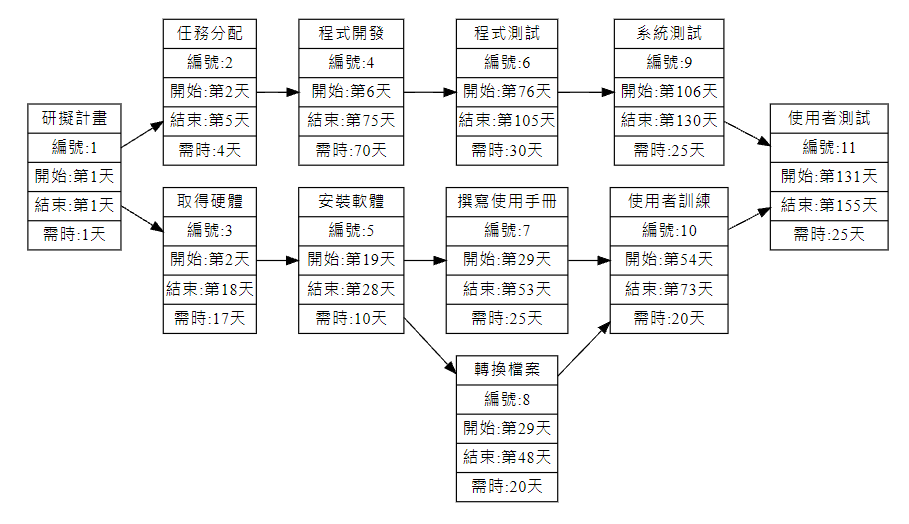 研擬計畫
編號:1
開始:第1天
結束:第1天
需時:1天
任務分配
編號:2
開始:第2天
結束:第5天
需時:4天
程式開發
編號:4
開始:第6天
結束:第75天
需時:70天
程式測試
編號:6
開始:第76天
結束:第105天
需時:30天
系統測試
編號:9
開始:第106天
結束:第130天
需時:25天
取得硬體
編號:3
開始:第2天
結束:第18天
需時:17天
安裝軟體
編號:5
開始:第19天
結束:第28天
需時:10天
撰寫使用手冊
編號:7
開始:第29天
結束:第53天
需時:25天
轉換檔案
編號:8
開始:第29天
結束:第48天
需時:20天
使用者訓練
編號:10
開始:第54天
結束:第73天
需時:20天
使用者測試
編號:11
開始:第131天
結束:第155天
需時:25天